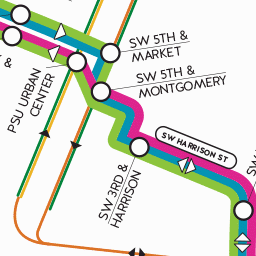 SW 5TH &
MARKET
SW 5TH &
MONTGOMERY
&
PSU URBAN
CENTER
SW HARRISON ST
SW 3RD &
HARRISON
SW